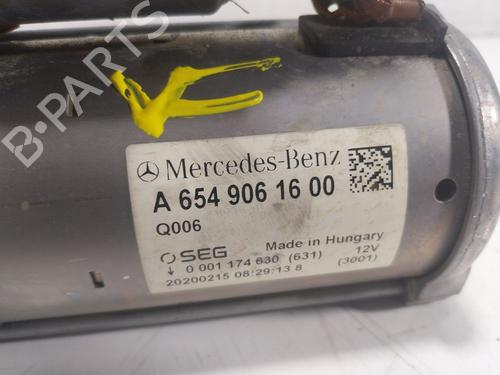 B-PARTS
Mercedes-Benz
A 654 906 16 00
Q006
SEG Made in Hungary
0 001 174 630 (631) 12V
20200215 08:29:13 8 (3001)